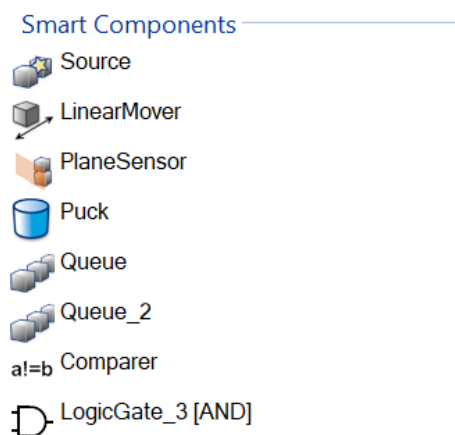 Smart Components
Source
LinearMover
PlaneSensor
Puck
Queue
Queue_2
a!=b Comparer
LogicGate_3 [AND]